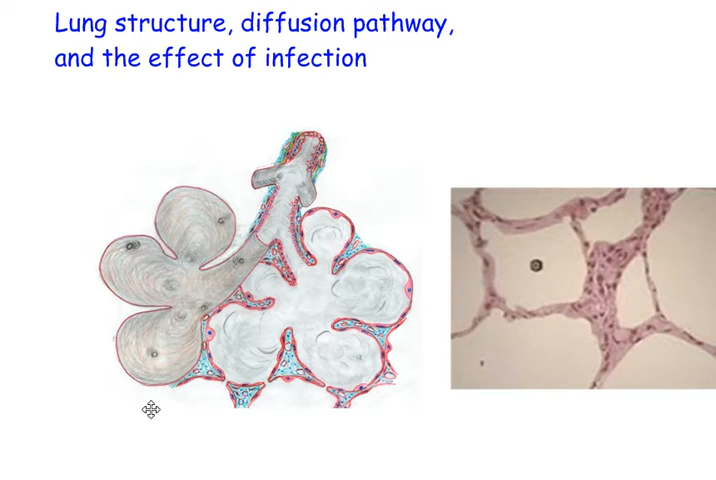 Lung structure, diffusion pathway,
and the effect of infection